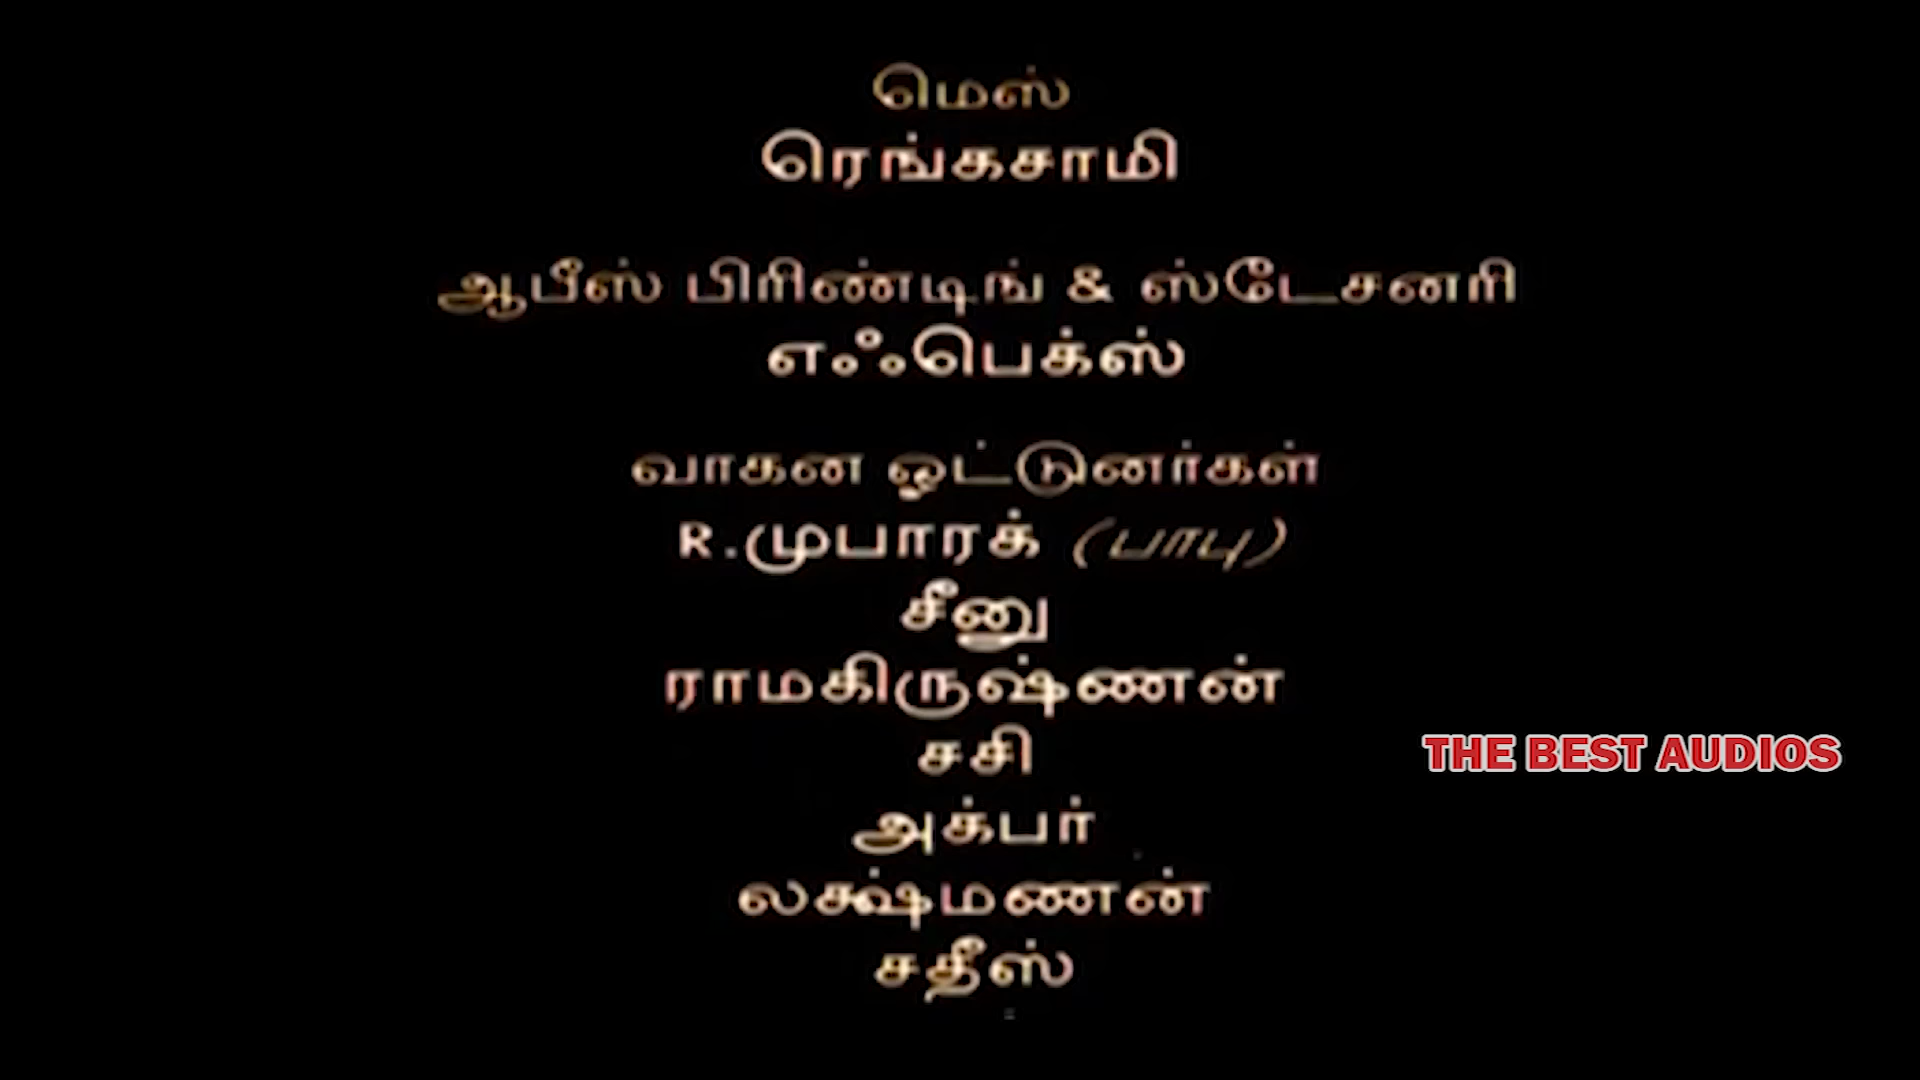 மெஸ்
ரெங்கசாமி
ஆபீஸ் பிரிண்டிங் & ஸ்டேசனரி
எஃபெக்ஸ்
வாகன ஓட்டுனர்கள்
R.முபாரக் (பாபு)
சீனு
ராமகிருஷ்ணன்
சசி
THE BEST AUDIOS
அக்பர்
லக்ஷ்மணன்
சதீஸ்